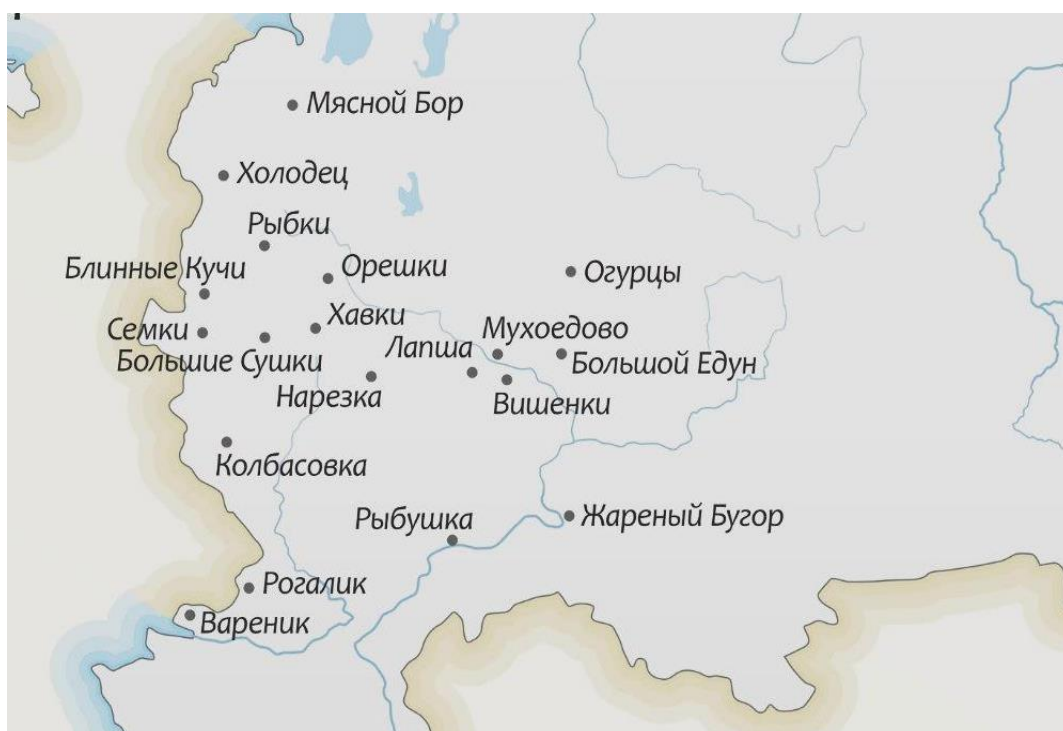 Мясной Бор
Холодец
Рыбки
Блинные Кучи
Орешки
Огурцы
Семки
Хавки
Мухоедово
Большие Сушки
Лапша
Большой Едун
Нарезка
Вишенки
Колбасовка
Рыбушка
Жареный Бугор
Рогалик
Вареник